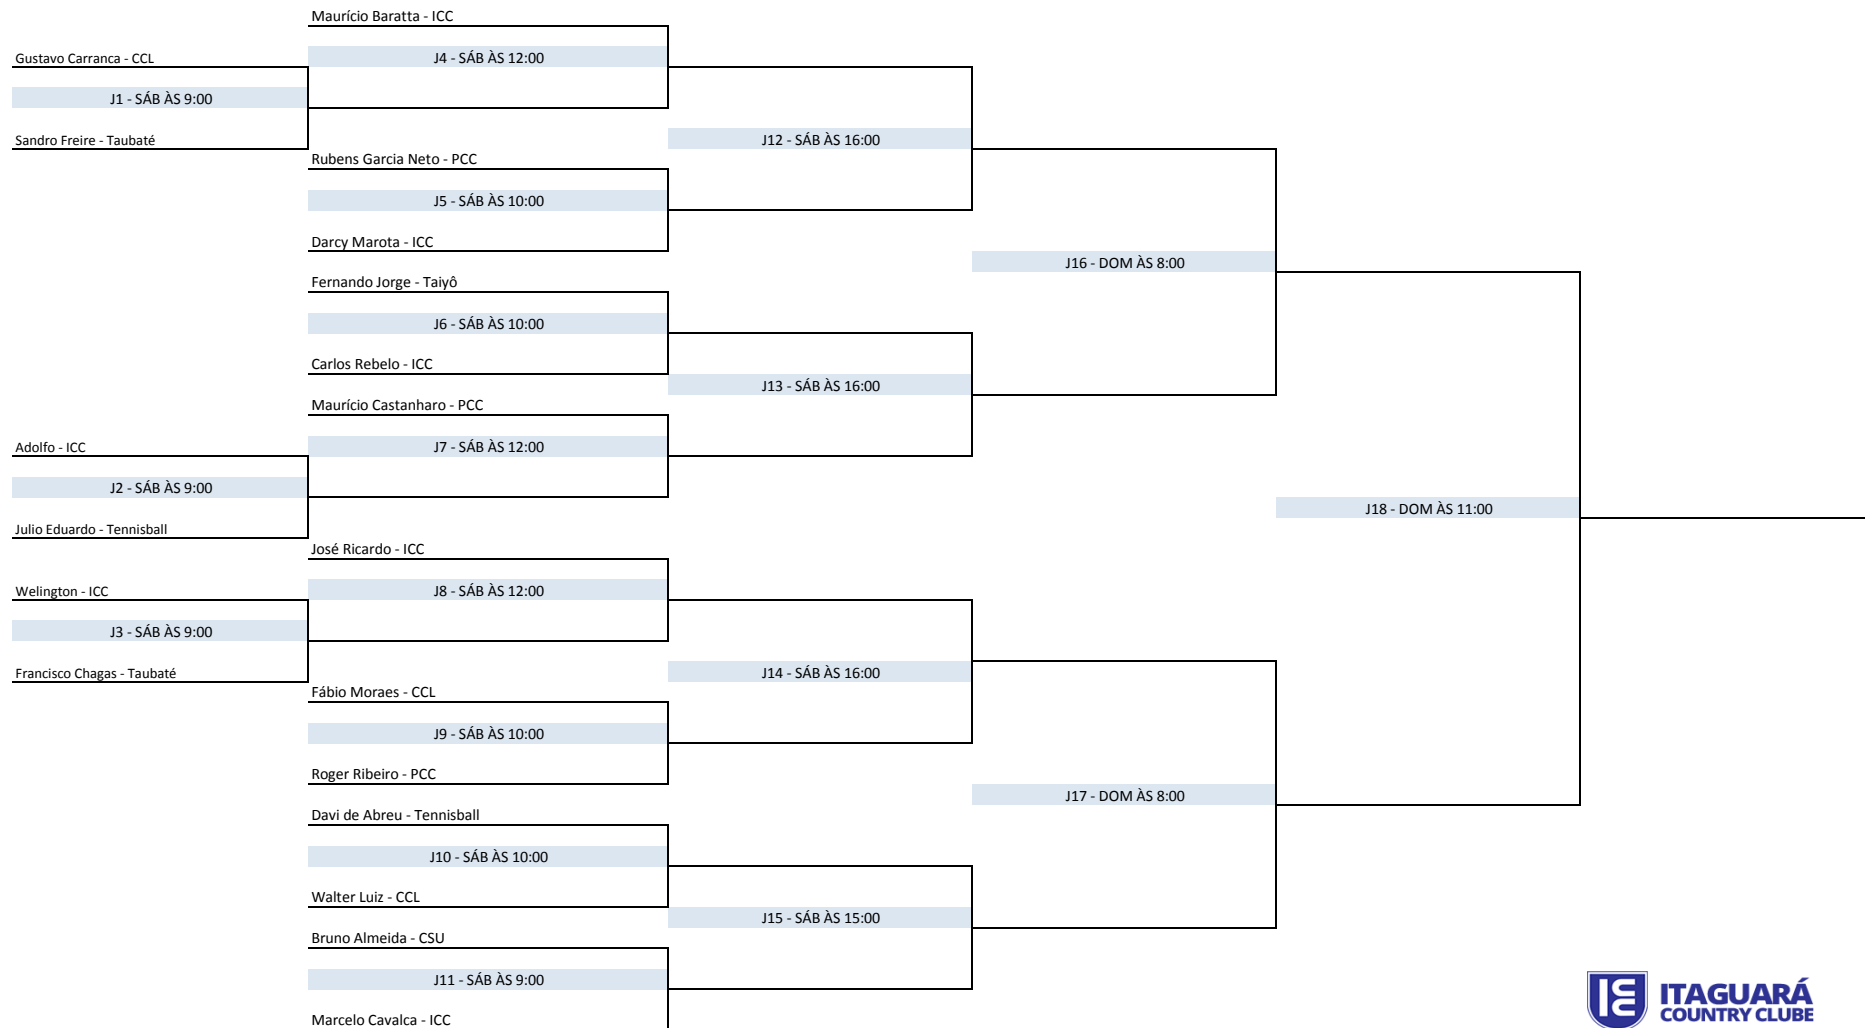 Maurício Baratta - ICC
Gustavo Carranca - CCL
J4 - SÁB ÀS 12:00
J1 - SÁB ÀS 9:00
Sandro Freire - Taubaté
J12 - SÁB ÀS 16:00
Rubens Garcia Neto - PCC
J5 - SÁB ÀS 10:00
Darcy Marota - ICC
J16 - DOM ÀS 8:00
Fernando Jorge - Taiyô
J6 - SÁB ÀS 10:00
Carlos Rebelo - ICC
J13 - SÁB ÀS 16:00
Maurício Castanharo - PCC
Adolfo - ICC
J7 - SÁB ÀS 12:00
J2 - SÁB ÀS 9:00
J18 - DOM ÀS 11:00
Julio Eduardo - Tennisball
José Ricardo - ICC
Welington - ICC
J8 - SÁB ÀS 12:00
J3 - SÁB ÀS 9:00
Francisco Chagas - Taubaté
J14 - SÁB ÀS 16:00
Fábio Moraes - CCL
J9 - SÁB ÀS 10:00
Roger Ribeiro - PCC
J17 - DOM ÀS 8:00
Davi de Abreu - Tennisball
J10 - SÁB ÀS 10:00
Walter Luiz - CCL
J15 - SÁB ÀS 15:00
Bruno Almeida - CSU
J11 - SÁB ÀS 9:00
Marcelo Cavalca - ICC
ITAGUARÁ
COUNTRY CLUBE